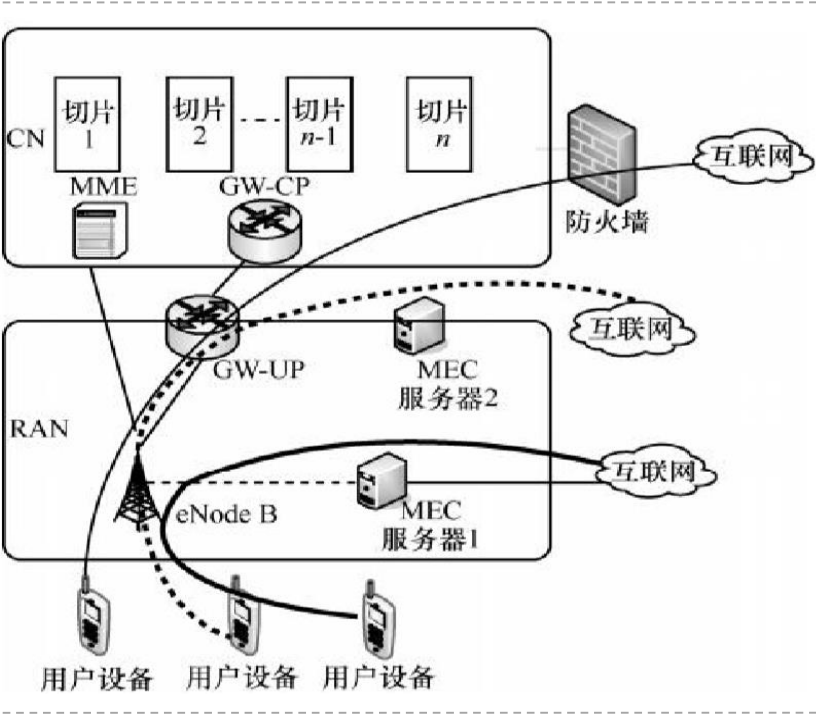 切片
1
切片
2
切片
n-1
切片
n
CN
MME
GW-CP
防火墙
互联网
互联网
GW-UP
MEC
服务器2
RAN
互联网
eNode B
MEC
服务器1
用户设备
用户设备
用户设备